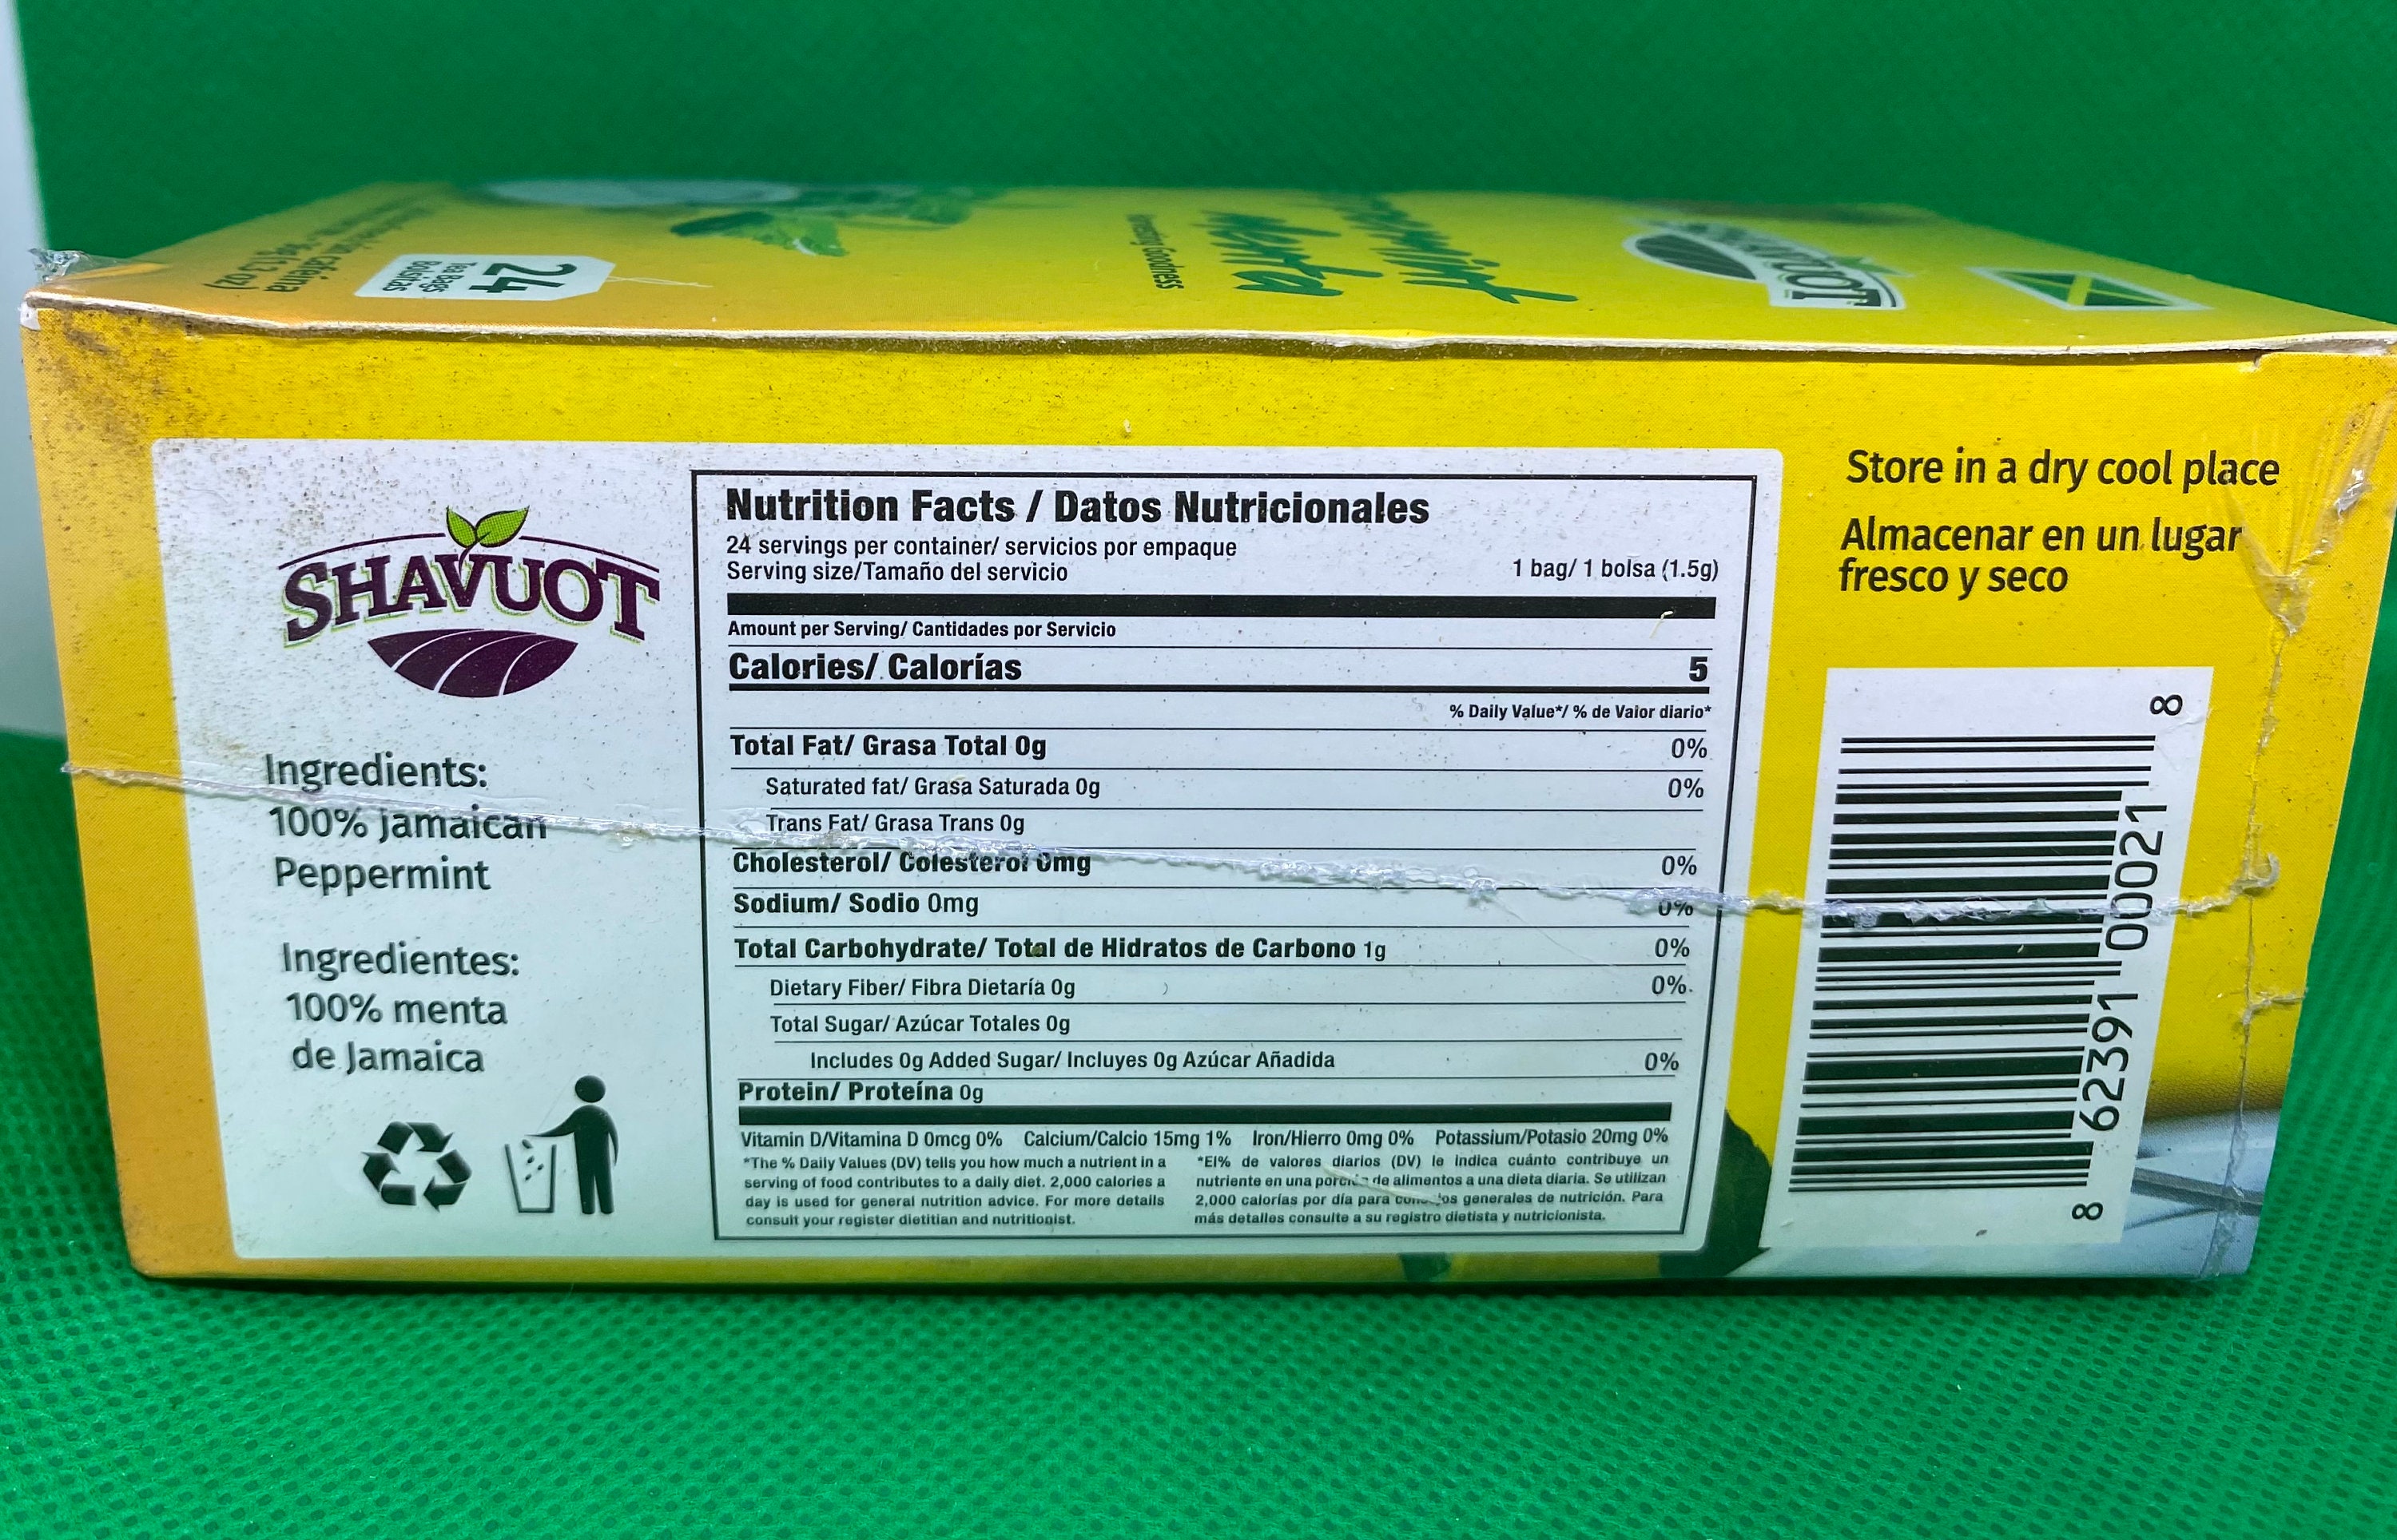 24
Tea Bags
Bolsitas
menta
SHAVUOT
Ingredients:
100% Jamaican
Peppermint
Ingredientes:
100% menta
de Jamaica
Nutrition Facts / Datos Nutricionales
24 servings per container/ servicios por empaque
Serving size/Tamaño del servicio 1 bag/ 1 bolsa (1.5g)
Amount per Serving/ Cantidades por Servicio
Calories/ Calorías 5
% Daily Value*/ % de Valor diario*
Total Fat/ Grasa Total 0g 0%
Saturated fat/ Grasa Saturada 0g 0%
Trans Fat/ Grasa Trans 0g
Cholesterol/ Colesterol 0mg 0%
Sodium/ Sodio 0mg 0%
Total Carbohydrate/ Total de Hidratos de Carbono 1g 0%
Dietary Fiber/ Fibra Dietaría 0g 0%
Total Sugar/ Azúcar Totales 0g
Includes 0g Added Sugar/ Incluyes 0g Azúcar Añadida 0%
Protein/ Proteína 0g
Vitamin D/Vitamina D 0mcg 0% Calcium/Calcio 15mg 1% Iron/Hierro 0mg 0% Potassium/Potasio 20mg 0%
*The % Daily Values (DV) tells you how much a nutrient in a
serving of food contributes to a daily diet. 2,000 calories a
day is used for general nutrition advice. For more details
consult your register dietitian and nutritionist.
*El% de valores diarios (DV) le indica cuánto contribuye un
nutriente en una porción de alimentos a una dieta diaria. Se utilizan
2,000 calorías por día para generales de nutrición. Para
más detalles consulte a su registro dietista y nutricionista.
Store in a dry cool place
Almacenar en un lugar
fresco y seco
8 62391 00021 8